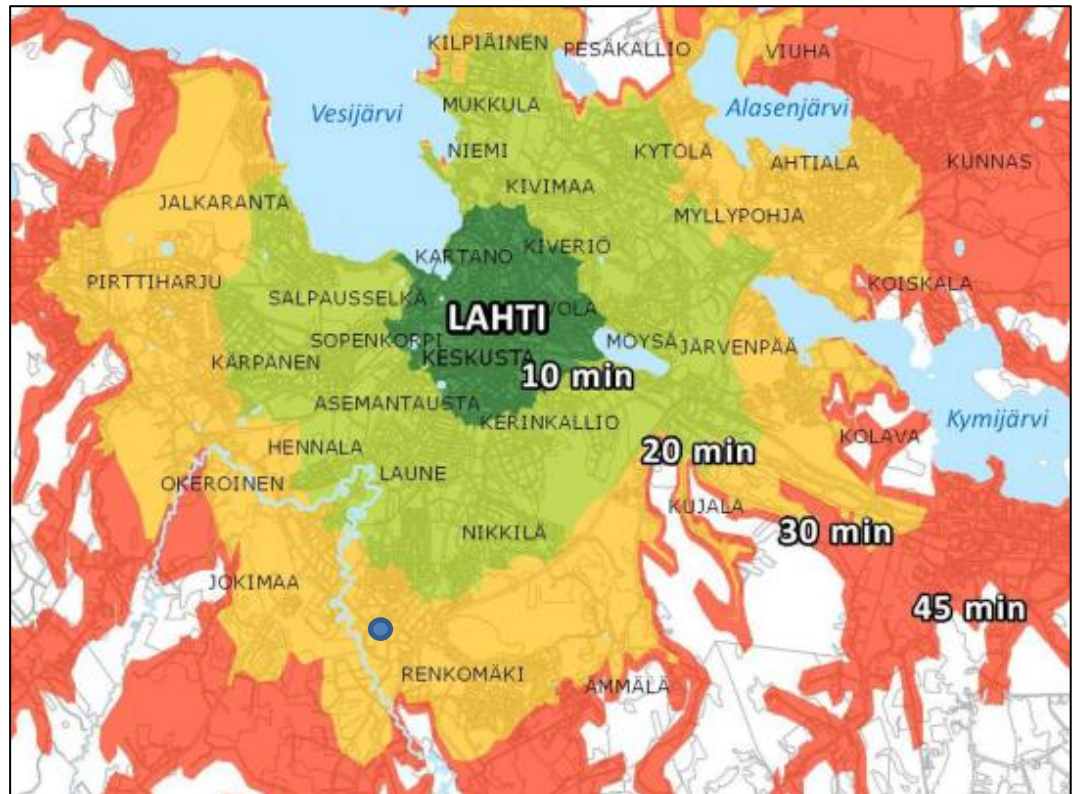 KILPIÄINEN
PESÄKALLIO
VIUHA
MUKKULA
Vesijärvi
Alasenjärvi
NIEMI
KYTÖLÄ
AHTIALA
KUNNAS
KIVIMAA
JALKARANTA
MYLLYPOHJA
KARTANO
KIVERIÖ
PIRTTIHARJU
KOISKALA
SALPAUSSELKÄ
LAHTI
SOPENKORPI
MÖYSÄ
JÄRVENPÄÄ
KÄRPÄNEN
KESKUSTA
10 min
ASEMANTAUSTA
KERINKALLIO
Kymijärvi
KOLAVA
HENNALA
20 min
LAUNE
OKEROINEN
KUJALA
NIKKILÄ
30 min
JOKIMAA
45 min
RENKOMÄKI
ÄMMÄLÄ